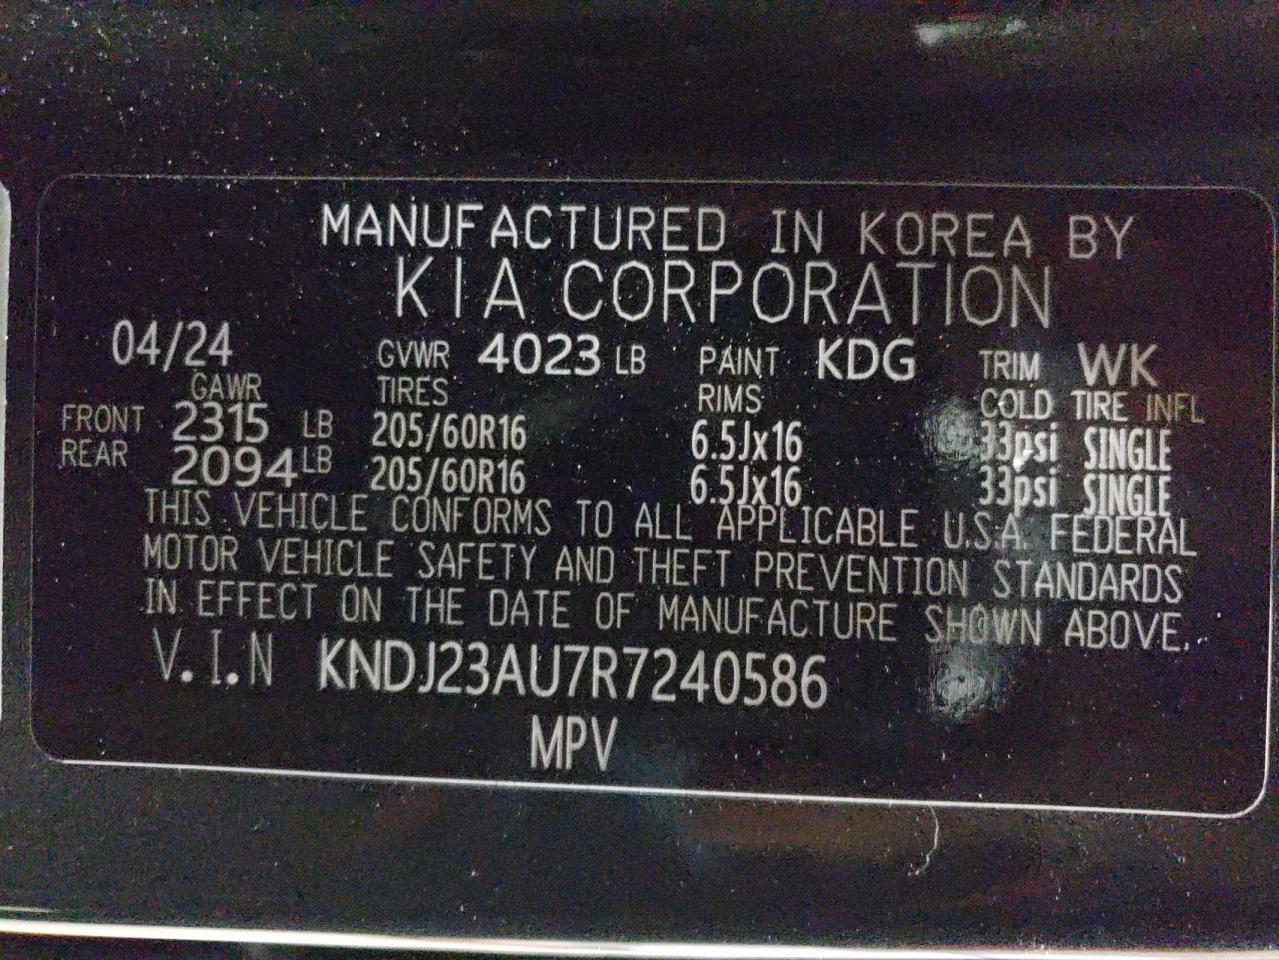 MANUFACTURED IN KOREA BY
KIA CORPORATION
04/24 GVWR 4023 LB PAINT KDG TRIM WK
GAWR TIRES RIMS COLD TIRE INFL
FRONT 2315 LB 205/60R16 6.5Jx16 33psi SINGLE
REAR 2094 LB 205/60R16 6.5Jx16 33psi SINGLE
THIS VEHICLE CONFORMS TO ALL APPLICABLE U.S.A. FEDERAL
MOTOR VEHICLE SAFETY AND THEFT PREVENTION STANDARDS
IN EFFECT ON THE DATE OF MANUFACTURE SHOWN ABOVE.
V.I.N KNDJ23AU7R7240586
MPV